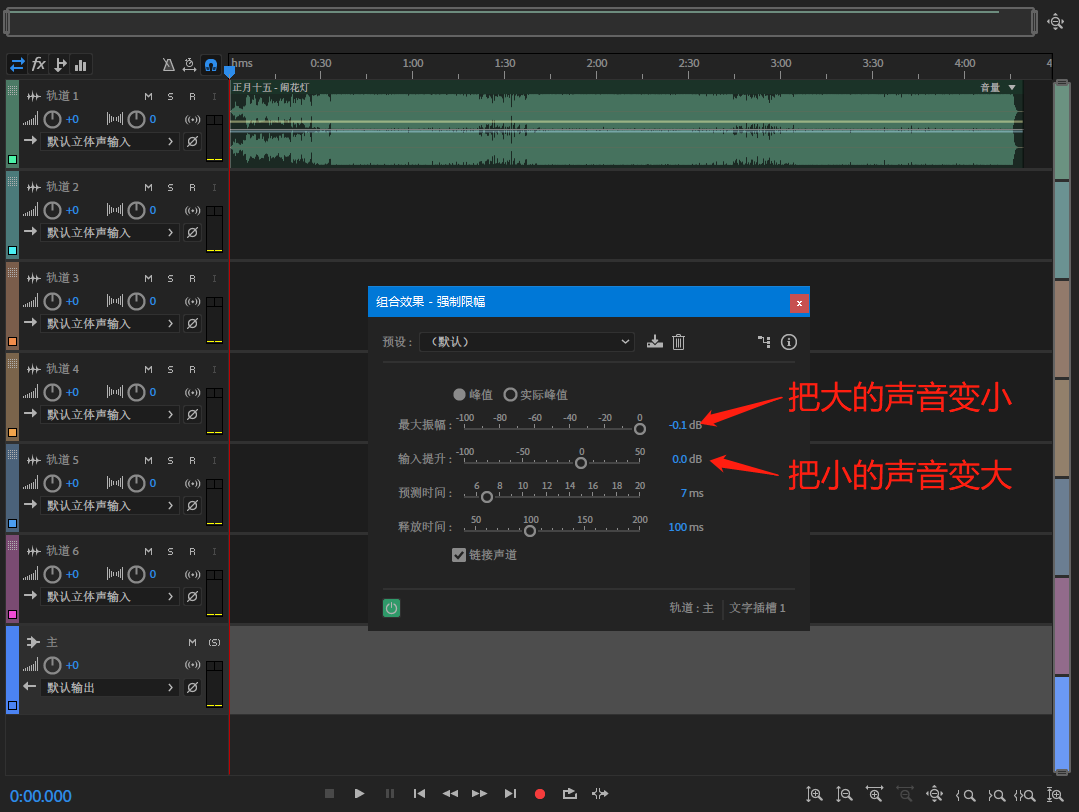 fx
hms 0:30 1:00 1:30 2:00 2:30 3:00 3:30 4:00 4
轨道 1 M S R I
+0 0
默认立体声输入
正月十五 - 闹花灯 音量
轨道 2 M S R I
+0 0
默认立体声输入
轨道 3 M S R I
+0 0
默认立体声输入
轨道 4 M S R I
+0 0
默认立体声输入
轨道 5 M S R I
+0 0
默认立体声输入
轨道 6 M S R I
+0 0
默认立体声输入
主 M (S)
+0
默认输出
组合效果 - 强制限幅 x
预设: （默认）
峰值 实际峰值
-100 -80 -60 -40 -20 0
最大振幅: -0.1 dB
-100 -50 0 50
输入提升: 0.0 dB
6 8 10 12 14 16 18 20
预测时间: 7 ms
50 100 150 200
释放时间: 100 ms
链接声道
轨道: 主 文字插槽 1
把大的声音变小
把小的声音变大
0:00.000